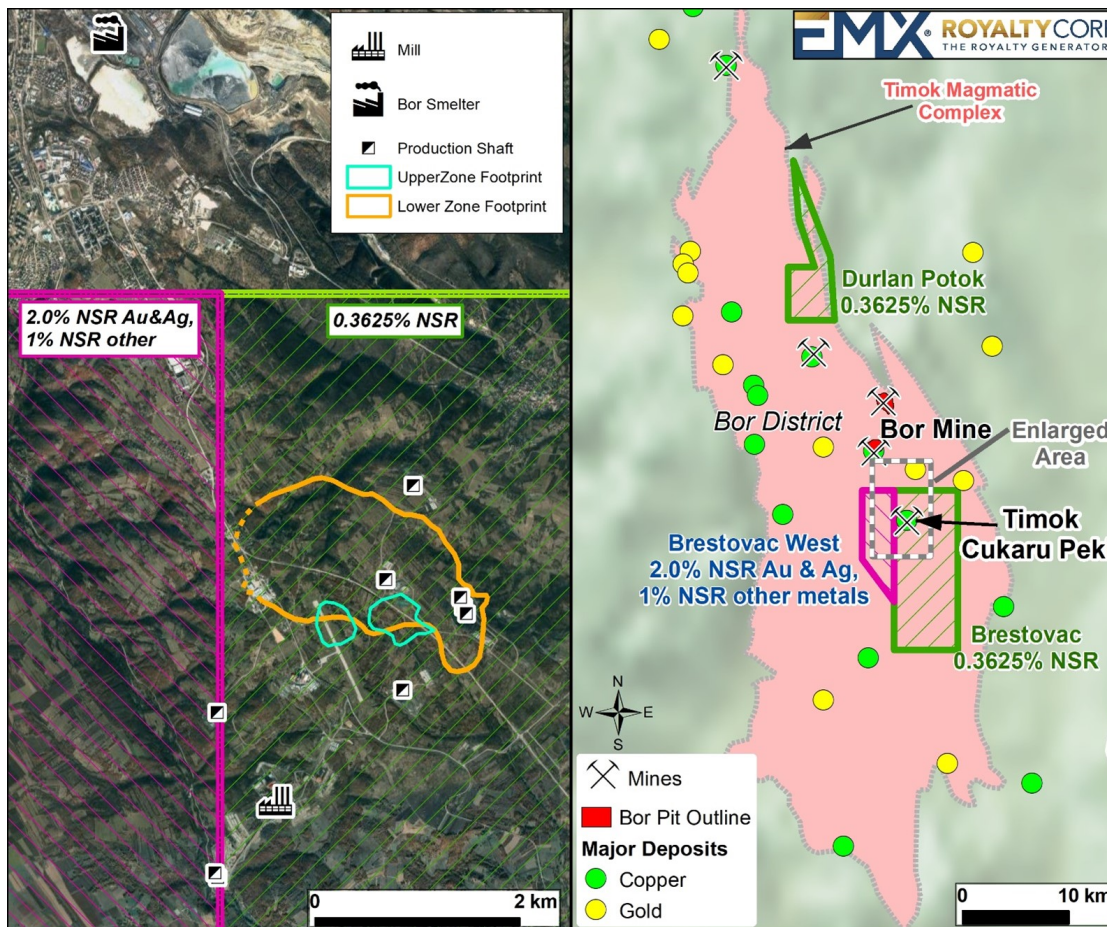 Mill
Bor Smelter
Production Shaft
UpperZone Footprint
Lower Zone Footprint
2.0% NSR Au&Ag,
1% NSR other
0.3625% NSR
0
2 km
EMX® ROYALTY CORP
THE ROYALTY GENERATOR
Timok Magmatic
Complex
Durlan Potok
0.3625% NSR
Bor District
Bor Mine
Enlarged
Area
Timok
Cukaru Peki
Brestovac West
2.0% NSR Au & Ag,
1% NSR other metals
Brestovac
0.3625% NSR
N
W
E
S
Mines
Bor Pit Outline
Major Deposits
Copper
Gold
0
10 km